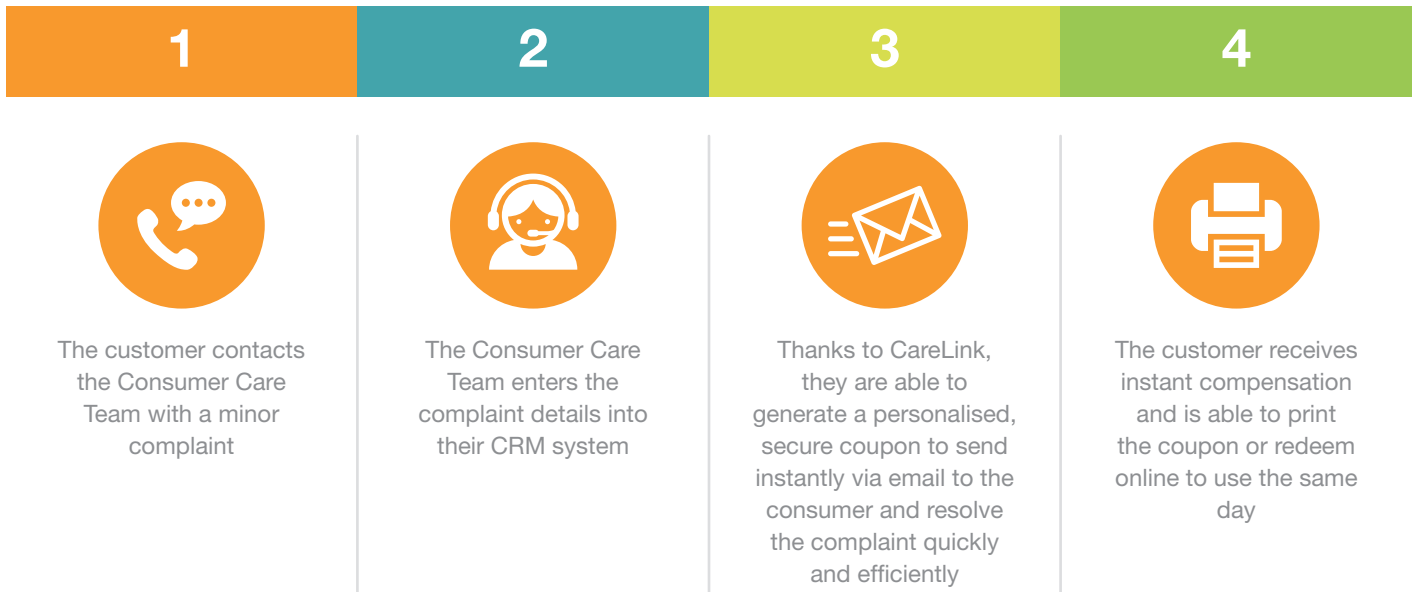 1
2
3
4
The customer contacts
the Consumer Care
Team with a minor
complaint
The Consumer Care
Team enters the
complaint details into
their CRM system
Thanks to CareLink,
they are able to
generate a personalised,
secure coupon to send
instantly via email to the
consumer and resolve
the complaint quickly
and efficiently
The customer receives
instant compensation
and is able to print
the coupon or redeem
online to use the same
day